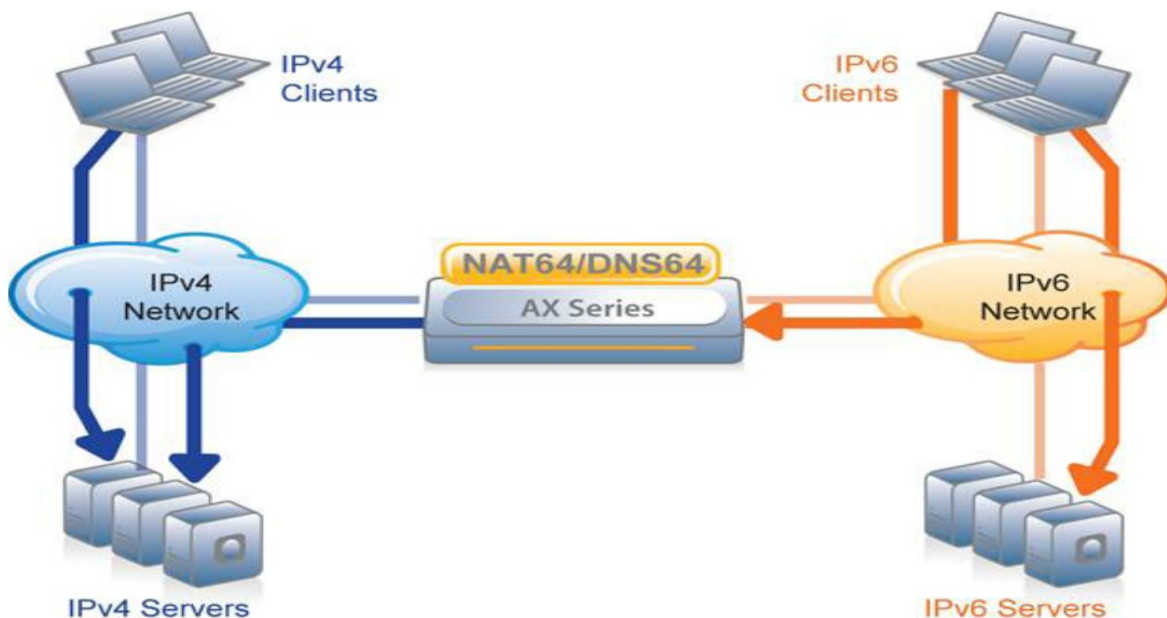 IPv4
Clients
IPv6
Clients
NAT64/DNS64
AX Series
IPv4
Network
IPv6
Network
IPv4 Servers
IPv6 Servers